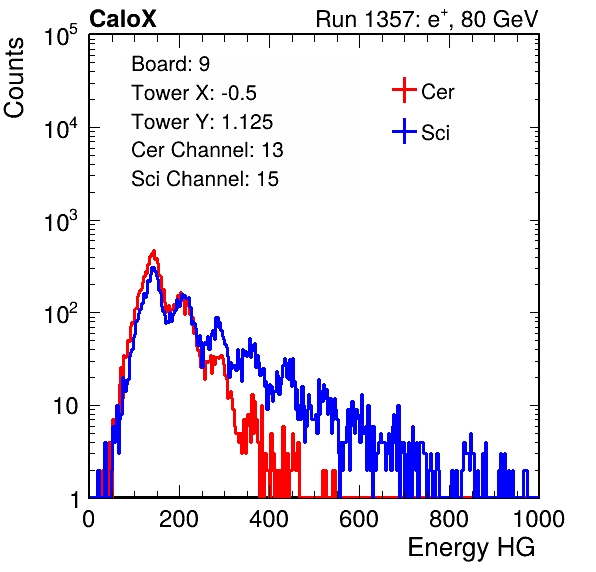 CaloX Run 1357: e⁺, 80 GeV
Counts
10⁵
10⁴
10³
10²
10
1
Board: 9
Tower X: -0.5
Tower Y: 1.125
Cer Channel: 13
Sci Channel: 15
Cer
Sci
0 200 400 600 800 1000
Energy HG